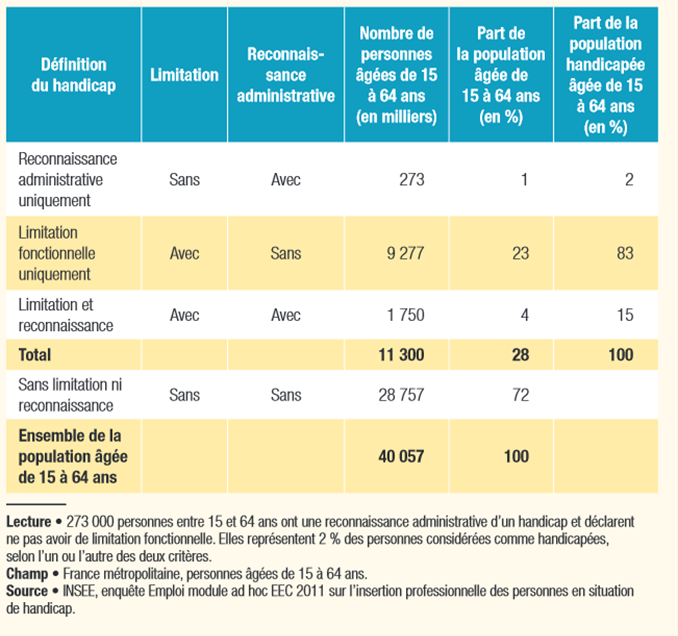 Définition du handicap | Limitation | Reconnais-sance administrative | Nombre de personnes âgées de 15 à 64 ans (en milliers) | Part de la population âgée de 15 à 64 ans (en %) | Part de la population handicapée âgée de 15 à 64 ans (en %)
Reconnaissance administrative uniquement | Sans | Avec | 273 | 1 | 2
Limitation fonctionnelle uniquement | Avec | Sans | 9 277 | 23 | 83
Limitation et reconnaissance | Avec | Avec | 1 750 | 4 | 15
Total | 11 300 | 28 | 100
Sans limitation ni reconnaissance | Sans | Sans | 28 757 | 72
Ensemble de la population âgée de 15 à 64 ans | 40 057 | 100
Lecture • 273 000 personnes entre 15 et 64 ans ont une reconnaissance administrative d'un handicap et déclarent
ne pas avoir de limitation fonctionnelle. Elles représentent 2 % des personnes considérées comme handicapées,
selon l'un ou l'autre des deux critères.
Champ • France métropolitaine, personnes âgées de 15 à 64 ans.
Source • INSEE, enquête Emploi module ad hoc EEC 2011 sur l'insertion professionnelle des personnes en situation
de handicap.